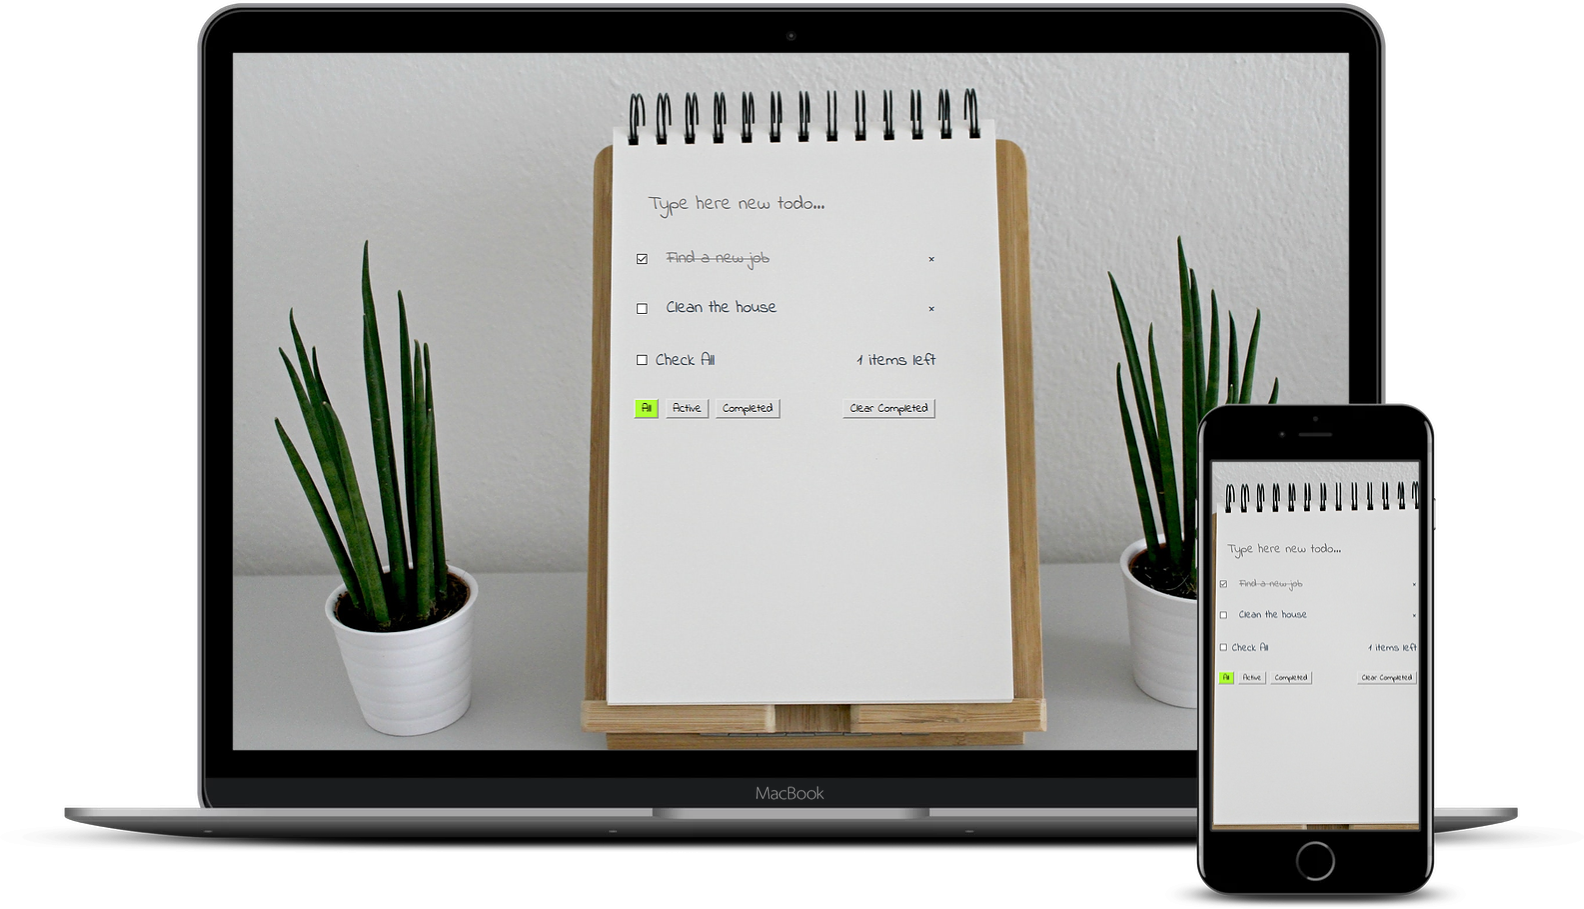 Type here new todo...
Find a new job ×
Clean the house ×
Check All 1 items left
All Active Completed Clear Completed
MacBook
Type here new todo...
Find a new job ×
Clean the house ×
Check All 1 items left
All Active Completed Clear Completed